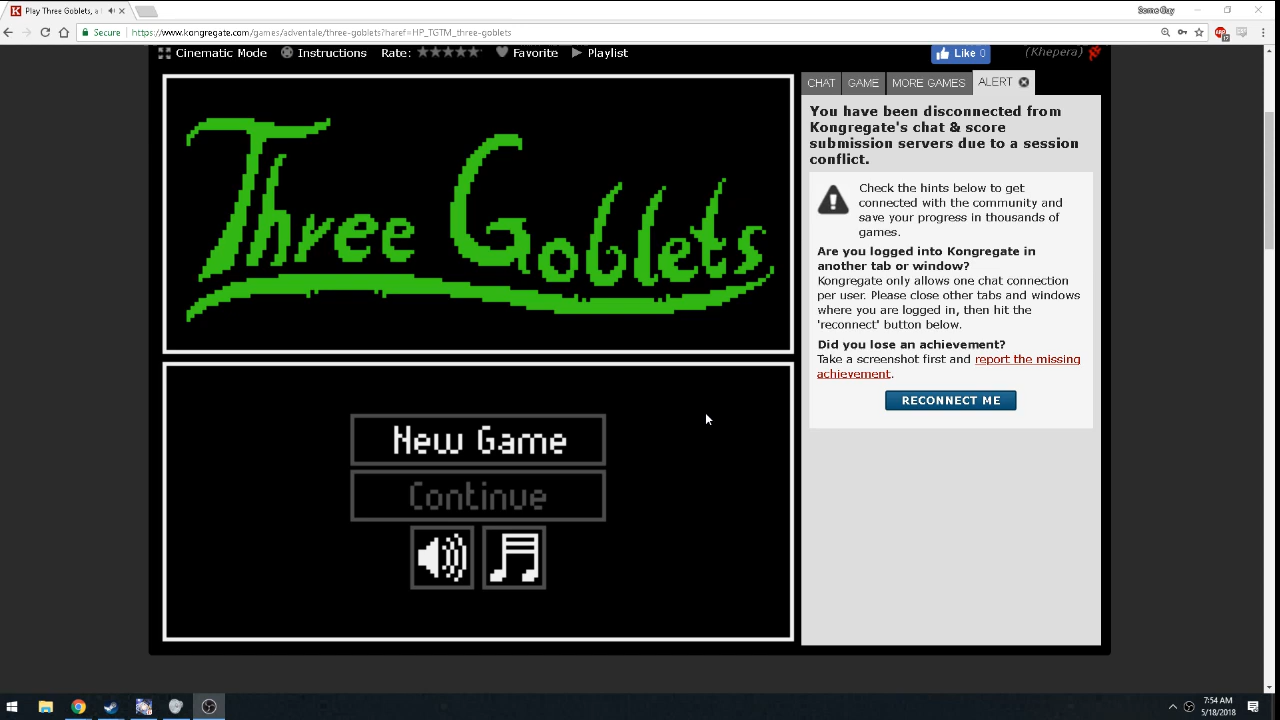 Play Three Goblets, a
Some Guy
Secure
https://www.kongregate.com/games/adventale/three-goblets?haref=HP_TGTM_three-goblets
Cinematic Mode
Instructions
Rate:
Favorite
Playlist
Like 0
(Khepera)
Three Goblets
New Game
Continue
CHAT
GAME
MORE GAMES
ALERT
You have been disconnected from
Kongregate's chat & score
submission servers due to a session
conflict.
Check the hints below to get
connected with the community and
save your progress in thousands of
games.
Are you logged into Kongregate in
another tab or window?
Kongregate only allows one chat connection
per user. Please close other tabs and windows
where you are logged in, then hit the
'reconnect' button below.
Did you lose an achievement?
Take a screenshot first and report the missing
achievement.
RECONNECT ME
7:54 AM
5/18/2018